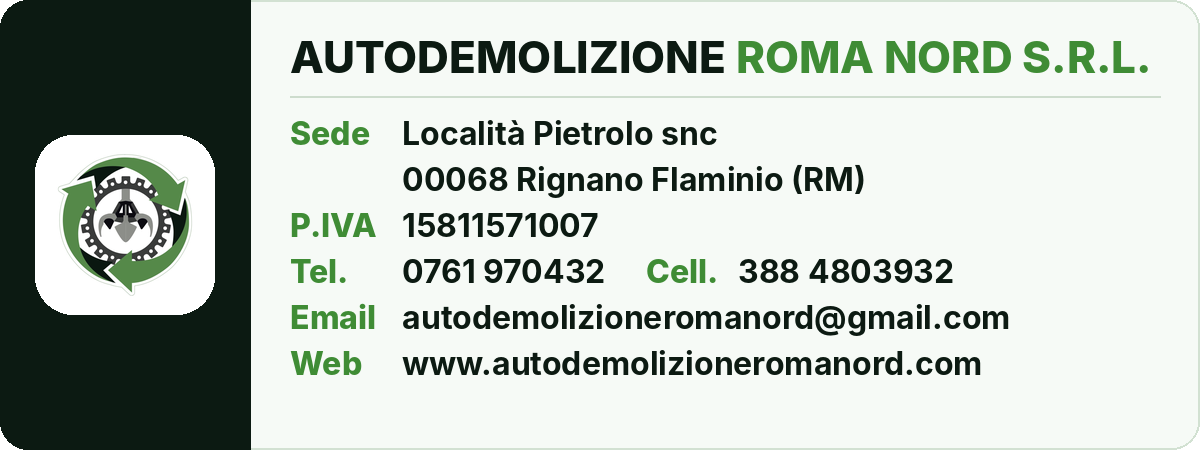 AUTODEMOLIZIONE ROMA NORD S.R.L.
Sede Località Pietrolo snc
00068 Rignano Flaminio (RM)
P.IVA 15811571007
Tel. 0761 970432 Cell. 388 4803932
Email autodemolizioneromanord@gmail.com
Web www.autodemolizioneromanord.com